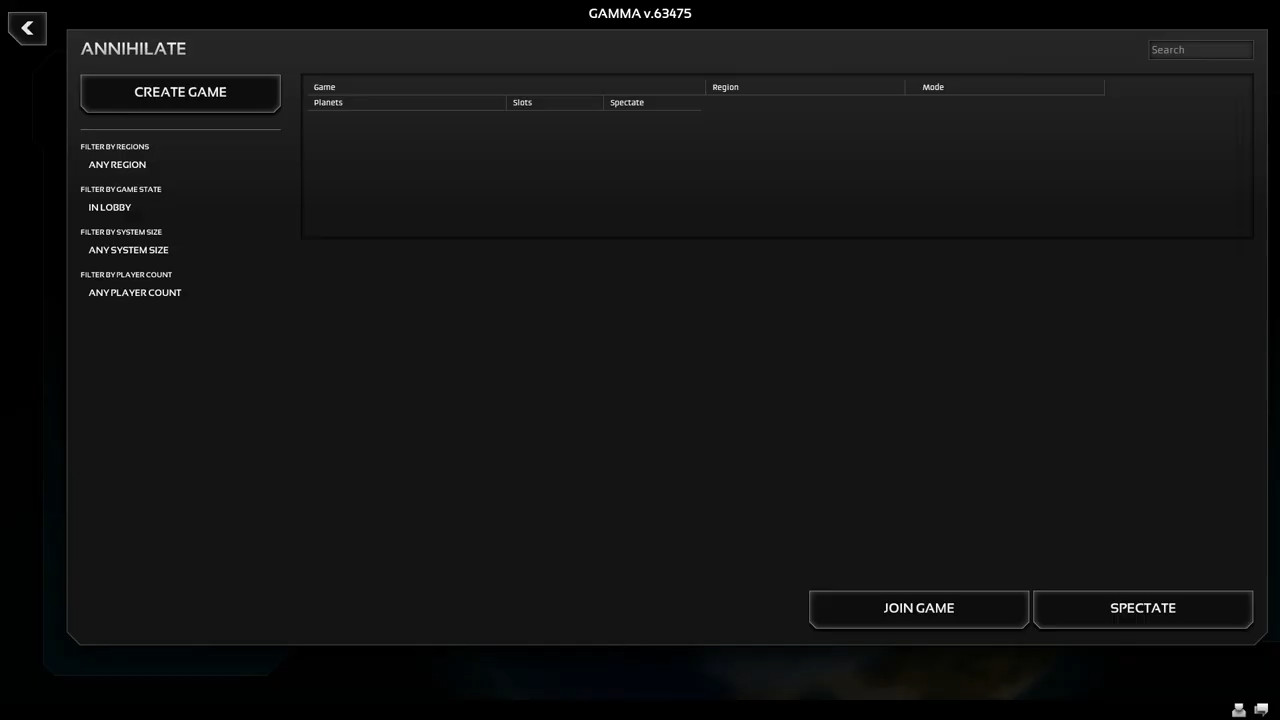 GAMMA v.63475
ANNIHILATE
Search
CREATE GAME
Game Region Mode
Planets Slots Spectate
FILTER BY REGIONS
ANY REGION
FILTER BY GAME STATE
IN LOBBY
FILTER BY SYSTEM SIZE
ANY SYSTEM SIZE
FILTER BY PLAYER COUNT
ANY PLAYER COUNT
JOIN GAME SPECTATE